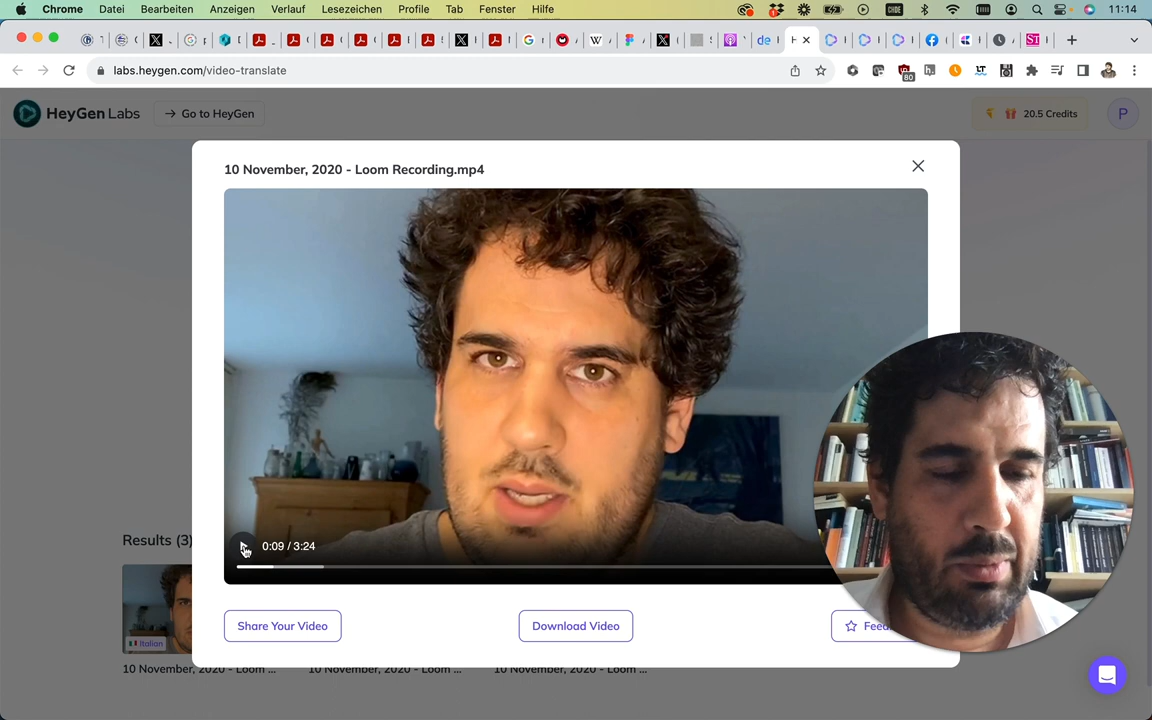 Chrome Datei Bearbeiten Anzeigen Verlauf Lesezeichen Profile Tab Fenster Hilfe 11:14
labs.heygen.com/video-translate
80
HeyGen Labs → Go to HeyGen 20.5 Credits P
10 November, 2020 - Loom Recording.mp4
0:09 / 3:24
Results (3)
Share Your Video Download Video
Italian
10 November, 2020 - Loom ... 10 November, 2020 - Loom ... 10 November, 2020 - Loom ...